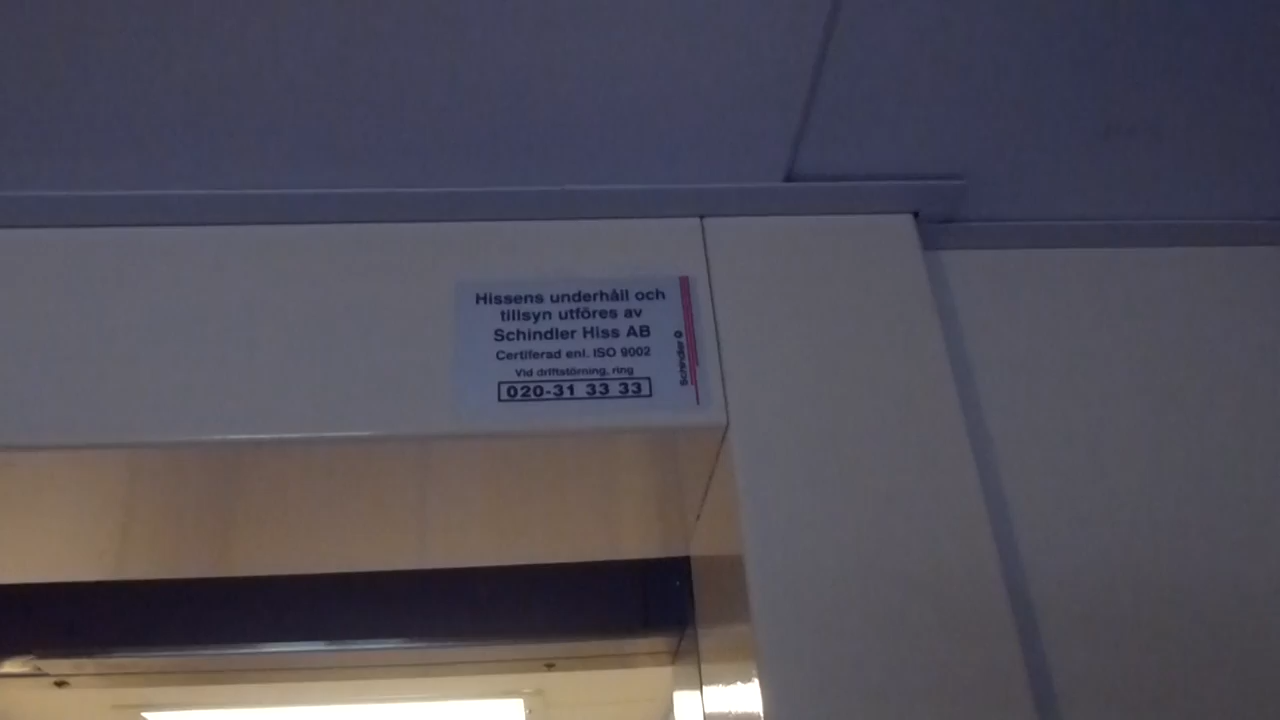 Hissens underhåll och
tillsyn utföres av
Schindler Hiss AB
Certiferad enl. ISO 9002
Vid driftstörning, ring
020-31 33 33
Schindler